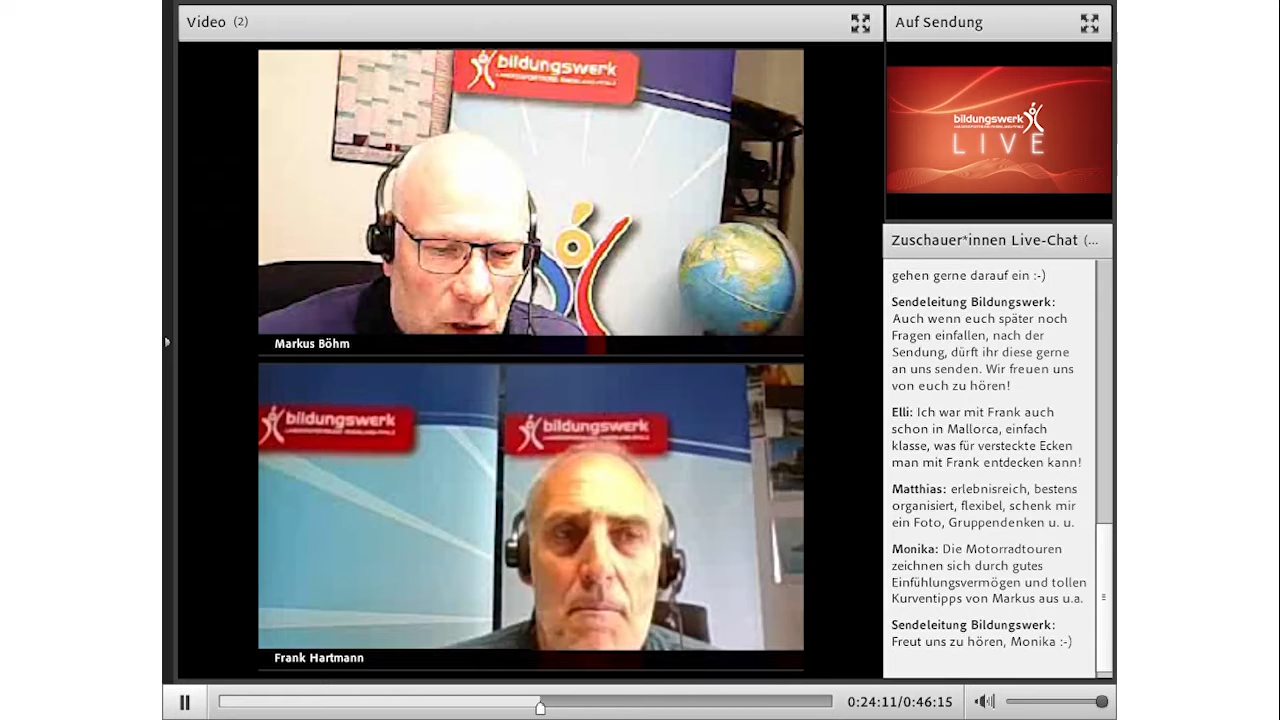 Video (2)
Auf Sendung
bildungswerk
Markus Böhm
bildungswerk
bildungswerk
Frank Hartmann
bildungswerk
LIVE
Zuschauer*innen Live-Chat (...
gehen gerne darauf ein :-)
Sendeleitung Bildungswerk:
Auch wenn euch später noch
Fragen einfallen, nach der
Sendung, dürft ihr diese gerne
an uns senden. Wir freuen uns
von euch zu hören!
Elli: Ich war mit Frank auch
schon in Mallorca, einfach
klasse, was für versteckte Ecken
man mit Frank entdecken kann!
Matthias: erlebnisreich, bestens
organisiert, flexibel, schenk mir
ein Foto, Gruppendenken u. u.
Monika: Die Motorradtouren
zeichnen sich durch gutes
Einfühlungsvermögen und tollen
Kurventipps von Markus aus u.a.
Sendeleitung Bildungswerk:
Freut uns zu hören, Monika :-)
0:24:11/0:46:15